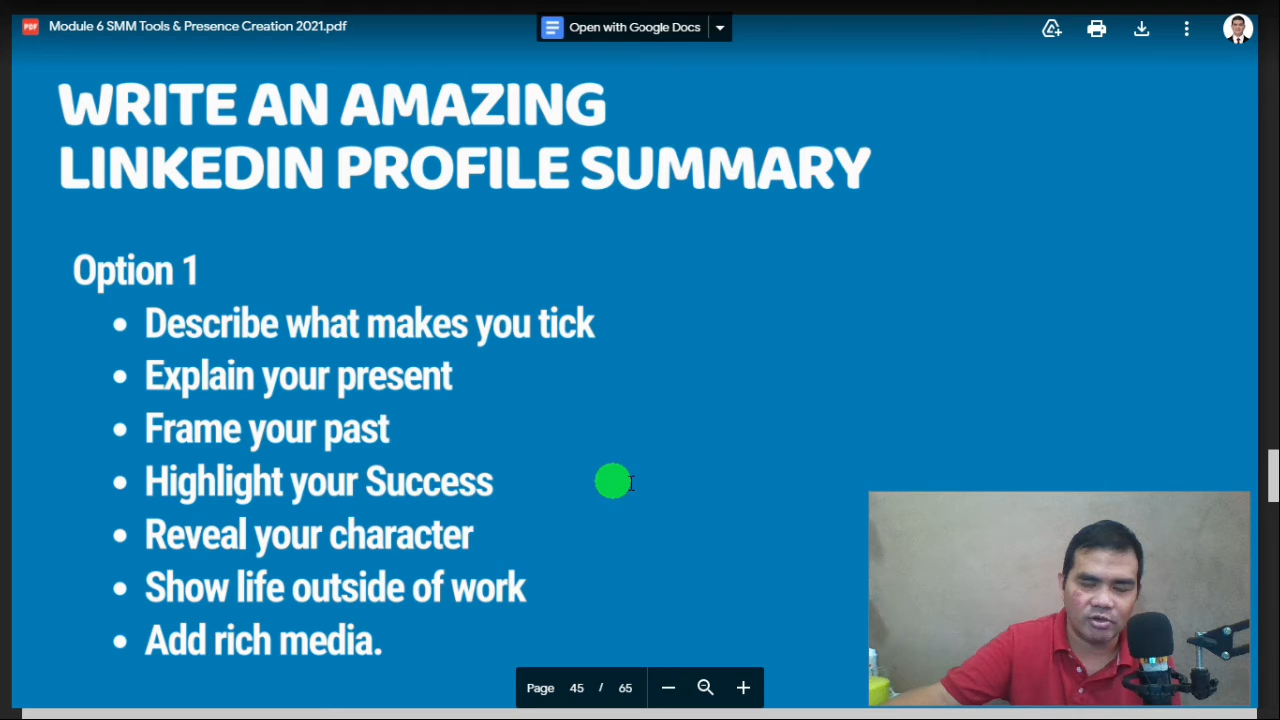 PDF
Module 6 SMM Tools & Presence Creation 2021.pdf
Open with Google Docs
WRITE AN AMAZING
LINKEDIN PROFILE SUMMARY
Option 1
• Describe what makes you tick
• Explain your present
• Frame your past
• Highlight your Success
• Reveal your character
• Show life outside of work
• Add rich media.
Page 45 / 65